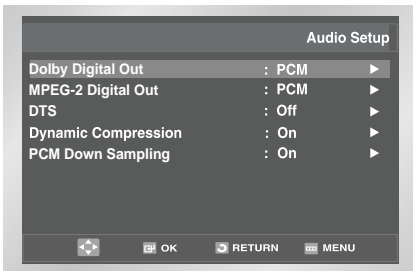 Audio Setup
Dolby Digital Out : PCM
MPEG-2 Digital Out : PCM
DTS : Off
Dynamic Compression : On
PCM Down Sampling : On
OK RETURN MENU